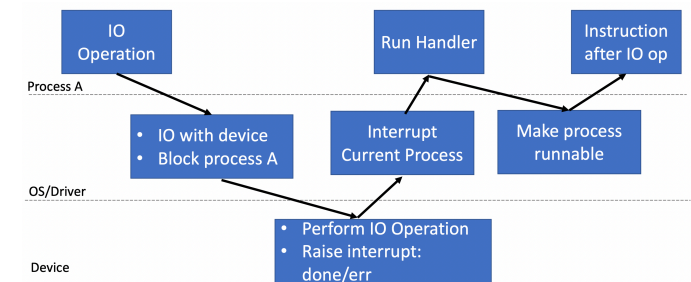 IO
Operation
Run Handler
Instruction
after IO op
Process A
• IO with device
• Block process A
Interrupt
Current Process
Make process
runnable
OS/Driver
• Perform IO Operation
• Raise interrupt:
done/err
Device